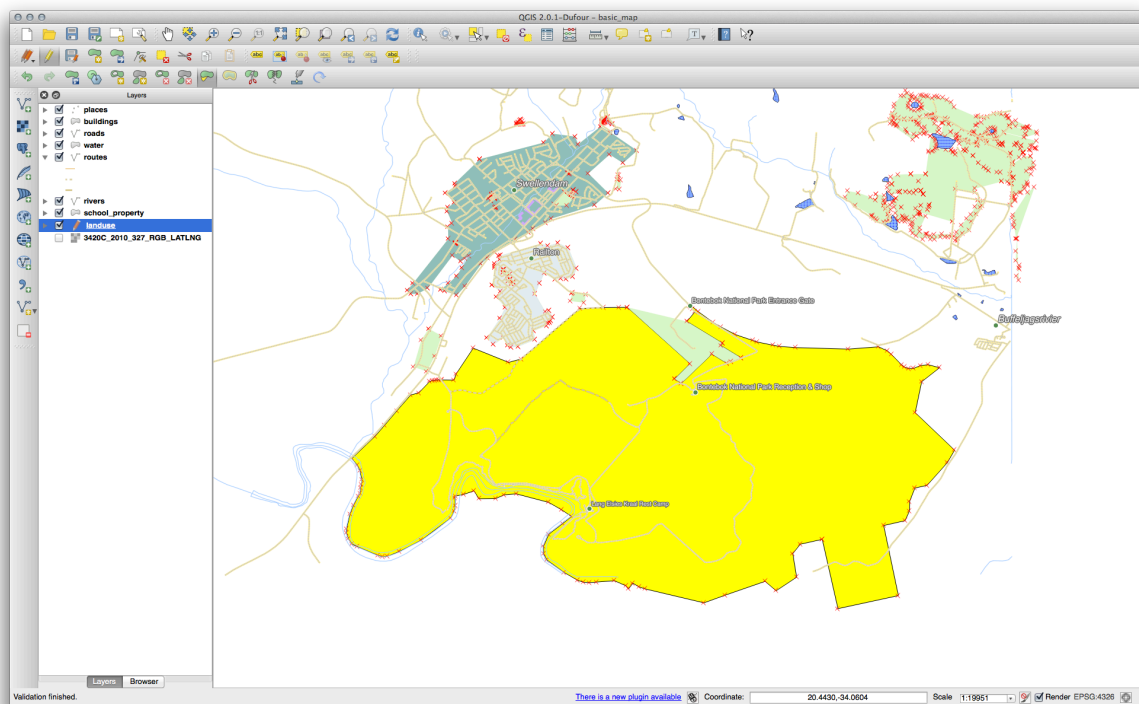 QGIS 2.0.1-Dufour - basic_map
Layers
places
buildings
roads
water
routes
rivers
school_property
landuse
3420C_2010_327_RGB_LATLNG
Swellendam
Railton
Bontebok National Park Entrance Gate
Buffeljagsrivier
Bontebok National Park Reception & Shop
Lang Elsies Kraal Rest Camp
Layers
Browser
Validation finished.
There is a new plugin available
Coordinate:
20.4430,-34.0604
Scale
1:19951
Render
EPSG:4326